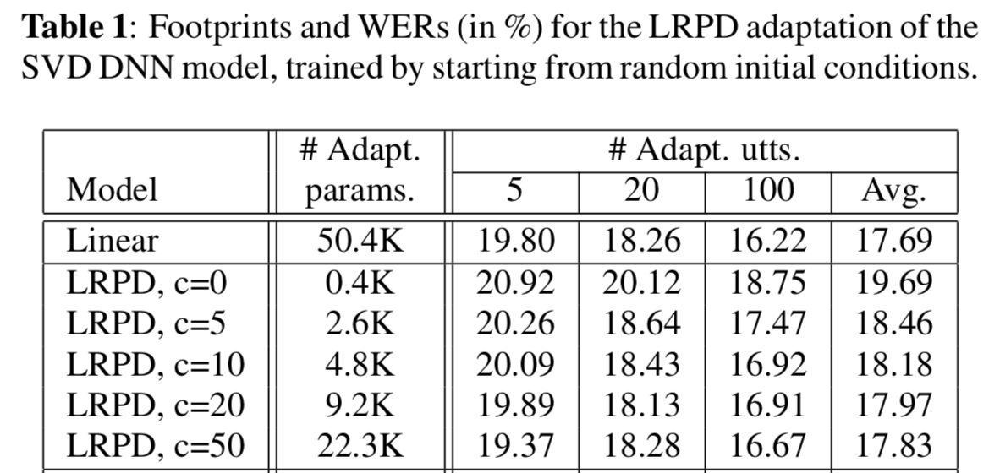 Table 1: Footprints and WERs (in %) for the LRPD adaptation of the
SVD DNN model, trained by starting from random initial conditions.
# Adapt. # Adapt. utts.
Model params. 5 20 100 Avg.
Linear 50.4K 19.80 18.26 16.22 17.69
LRPD, c=0 0.4K 20.92 20.12 18.75 19.69
LRPD, c=5 2.6K 20.26 18.64 17.47 18.46
LRPD, c=10 4.8K 20.09 18.43 16.92 18.18
LRPD, c=20 9.2K 19.89 18.13 16.91 17.97
LRPD, c=50 22.3K 19.37 18.28 16.67 17.83